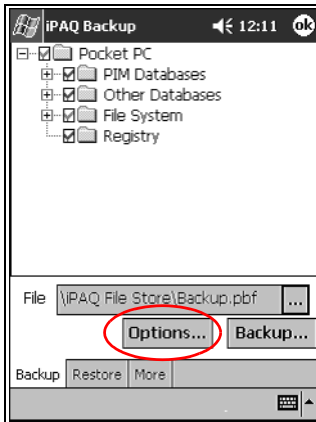 iPAQ Backup 12:11 ok
Pocket PC
PIM Databases
Other Databases
File System
Registry
File \iPAQ File Store\Backup.pbf ...
Options... Backup...
Backup Restore More